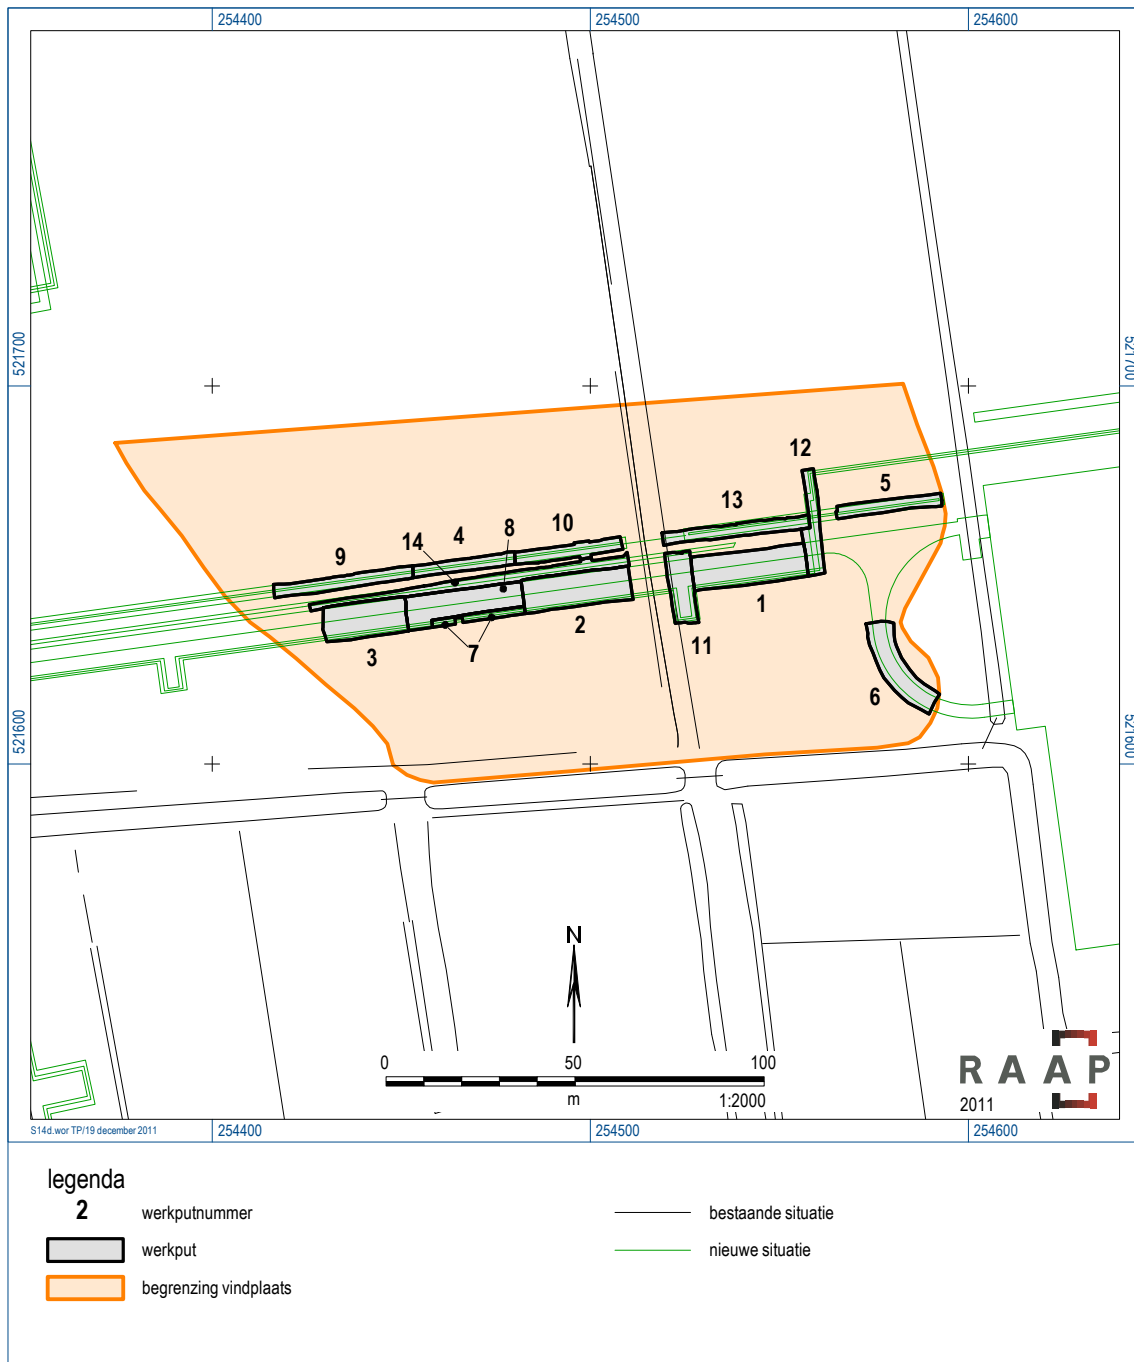 254400 254500 254600
521700 521700
12
5
13
10
8
4
14
9
1
2
11
3
7
6
521600 521600
N
0 50 100
m 1:2000
RAAP
2011
S14d.wor TP/19 december 2011
254400 254500 254600
legenda
2 werkputnummer
bestaande situatie
werkput
nieuwe situatie
begrenzing vindplaats